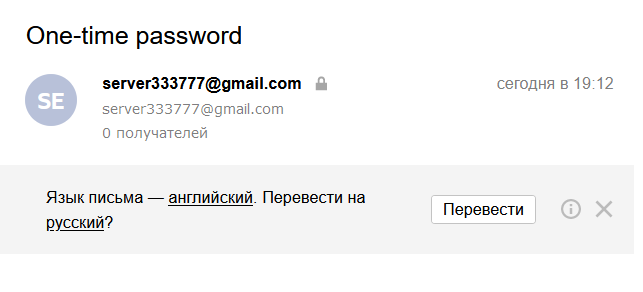 One-time password
SE
server333777@gmail.com
сегодня в 19:12
server333777@gmail.com
0 получателей
Язык письма — английский. Перевести на
русский?
Перевести